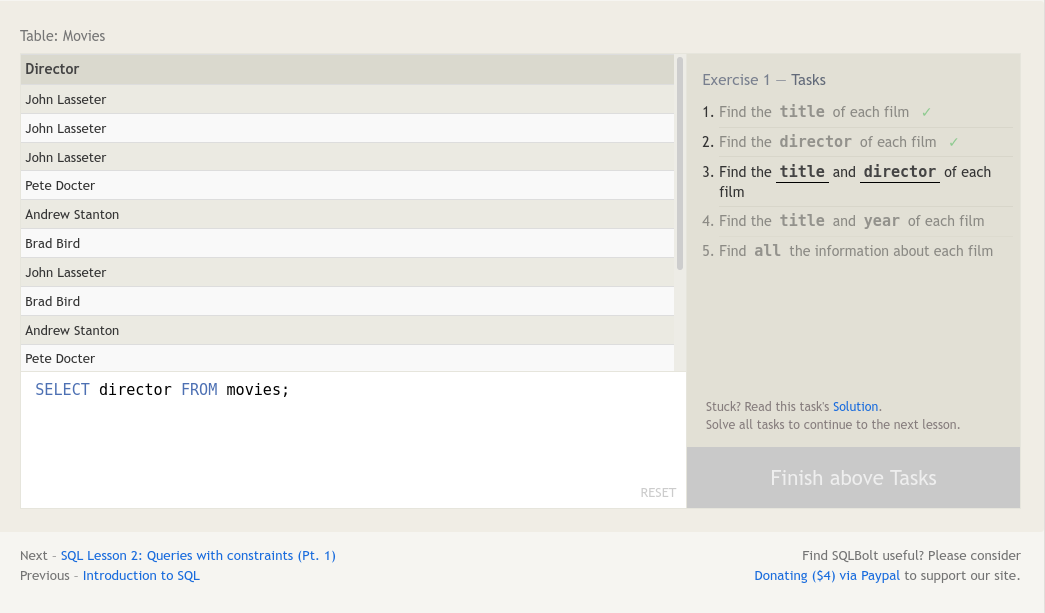 Table: Movies
Director
John Lasseter
John Lasseter
John Lasseter
Pete Docter
Andrew Stanton
Brad Bird
John Lasseter
Brad Bird
Andrew Stanton
Pete Docter
SELECT director FROM movies;
RESET
Exercise 1 — Tasks
1. Find the title of each film ✓
2. Find the director of each film ✓
3. Find the title and director of each
film
4. Find the title and year of each film
5. Find all the information about each film
Stuck? Read this task's Solution.
Solve all tasks to continue to the next lesson.
Finish above Tasks
Next – SQL Lesson 2: Queries with constraints (Pt. 1)
Previous – Introduction to SQL
Find SQLBolt useful? Please consider
Donating ($4) via Paypal to support our site.